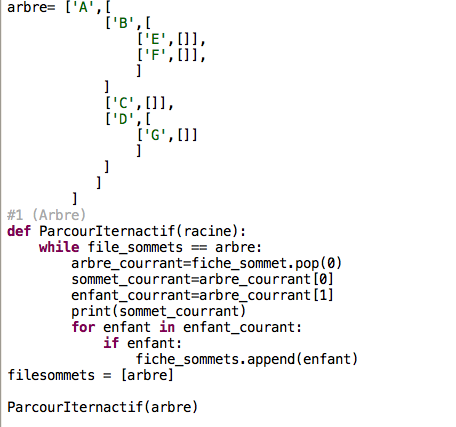 arbre= ['A',[
['B',[
['E',[]],
['F',[]],
]
]
['C',[]],
['D',[
['G',[]]
]
]
]
]
#1 (Arbre)
def ParcourIternactif(racine):
while file_sommets == arbre:
arbre_courrant=fiche_sommet.pop(0)
sommet_courrant=arbre_courrant[0]
enfant_courrant=arbre_courrant[1]
print(sommet_courrant)
for enfant in enfant_courant:
if enfant:
fiche_sommets.append(enfant)
filesommets = [arbre]
ParcourIternactif(arbre)